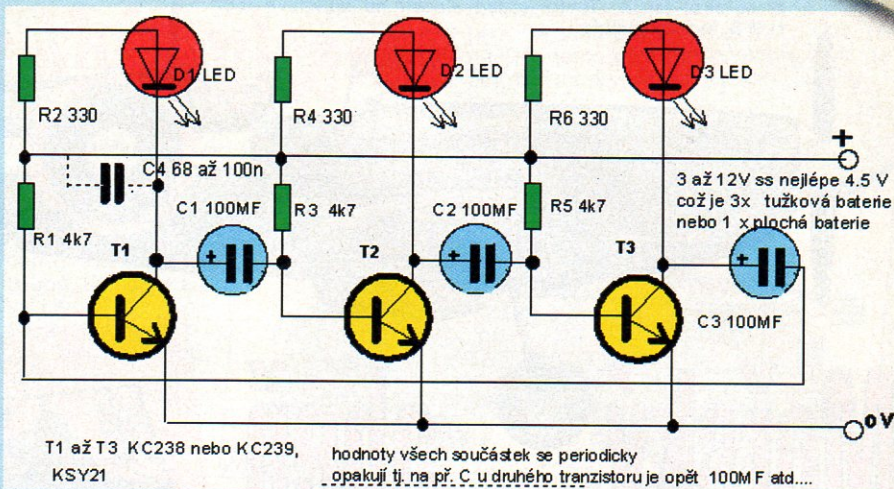 D1 LED
D2 LED
D3 LED
R2 330
R4 330
R6 330
+
C4 68 až 100n
3 až 12V ss nejlépe 4.5 V
což je 3x tužková baterie
nebo 1 x plochá baterie
R1 4k7
C1 100MF
R3 4k7
C2 100MF
R5 4k7
T1
T2
T3
+
+
+
C3 100MF
0 V
T1 až T3 KC238 nebo KC239,
KSY21
hodnoty všech součástek se periodicky
opakují tj. na př. C u druhého tranzistoru je opět 100MF atd....